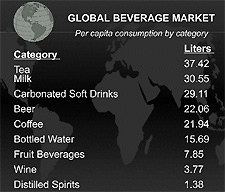 GLOBAL BEVERAGE MARKET
Per capita consumption by category
Category Liters
Tea 37.42
Milk 30.55
Carbonated Soft Drinks 29.11
Beer 22.06
Coffee 21.94
Bottled Water 15.69
Fruit Beverages 7.85
Wine 3.77
Distilled Spirits 1.38